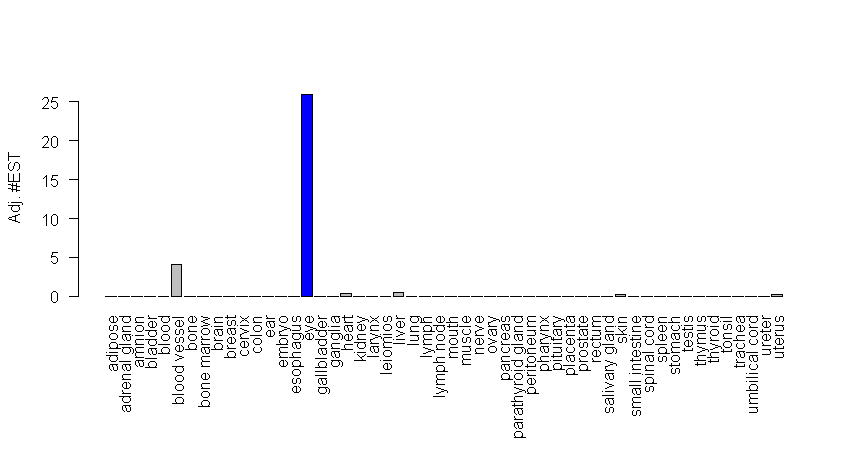 Adj. #EST
25
20
15
10
5
0
adipose
adrenal gland
amnion
bladder
blood
blood vessel
bone
bone marrow
brain
breast
cervix
colon
ear
embryo
esophagus
eye
gallbladder
ganglia
heart
kidney
larynx
leiomios
liver
lung
lymph
lymph node
mouth
muscle
nerve
ovary
pancreas
parathyroid gland
peritoneum
pharynx
pituitary
placenta
prostate
rectum
salivary gland
skin
small intestine
spinal cord
spleen
stomach
testis
thymus
thyroid
tonsil
trachea
umbilical cord
ureter
uterus